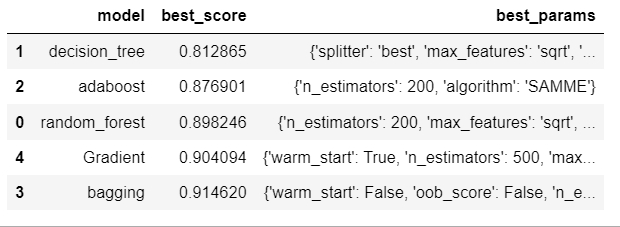 model best_score best_params
1 decision_tree 0.812865 {'splitter': 'best', 'max_features': 'sqrt', '...
2 adaboost 0.876901 {'n_estimators': 200, 'algorithm': 'SAMME'}
0 random_forest 0.898246 {'n_estimators': 200, 'max_features': 'sqrt', ...
4 Gradient 0.904094 {'warm_start': True, 'n_estimators': 500, 'max...
3 bagging 0.914620 {'warm_start': False, 'oob_score': False, 'n_e...